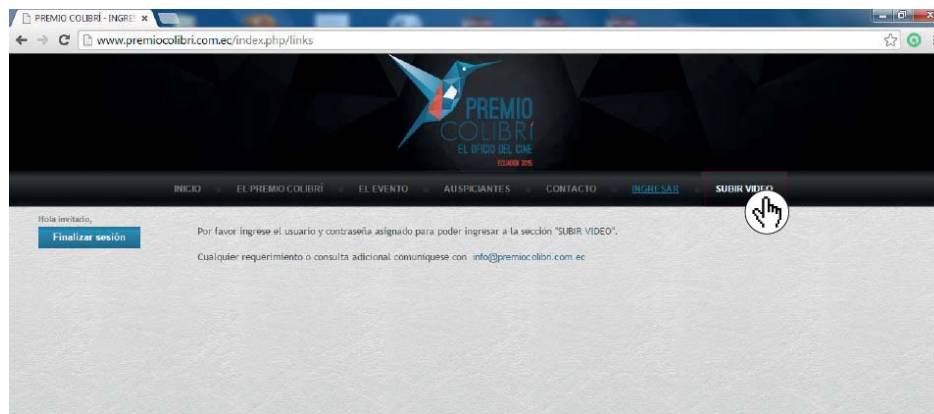 PREMIO COLIBRÍ - INGRE
www.premiocolibri.com.ec/index.php/links
PREMIO
COLIBRÍ
EL OFICIO DEL CINE
ECUADOR 2015
INICIO EL PREMIO COLIBRÍ EL EVENTO AUSPICIANTES CONTACTO INGRESAR SUBIR VIDEO
Hola invitado,
Finalizar sesión
Por favor ingrese el usuario y contraseña asignado para poder ingresar a la seccion "SUBIR VIDEO".
Cualquier requerimiento o consulta adicional comuniquese con info@premiocolibri.com.ec